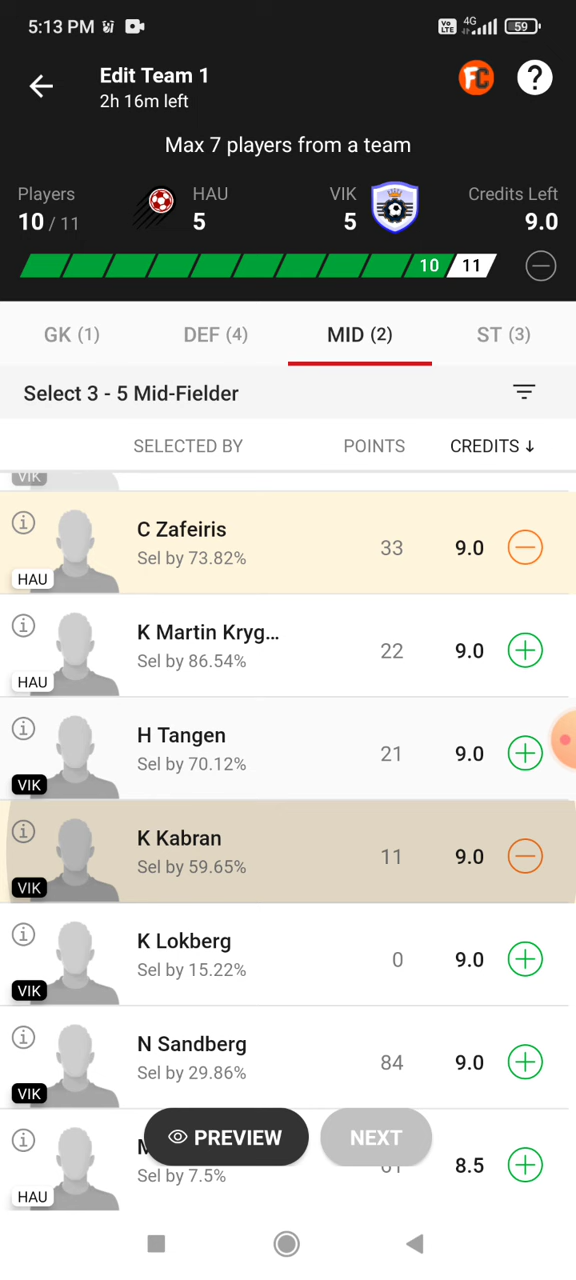 5:13 PM
Vo LTE 4G 59
Edit Team 1
2h 16m left
FC ?
Max 7 players from a team
Players HAU VIK Credits Left
10 / 11 5 5 9.0
10 11
GK (1) DEF (4) MID (2) ST (3)
Select 3 - 5 Mid-Fielder
SELECTED BY POINTS CREDITS ↓
VIK
C Zafeiris
Sel by 73.82% 33 9.0
HAU
K Martin Kryg...
Sel by 86.54% 22 9.0
HAU
H Tangen
Sel by 70.12% 21 9.0
VIK
K Kabran
Sel by 59.65% 11 9.0
VIK
K Lokberg
Sel by 15.22% 0 9.0
VIK
N Sandberg
Sel by 29.86% 84 9.0
VIK
PREVIEW NEXT
Sel by 7.5% 8.5
HAU